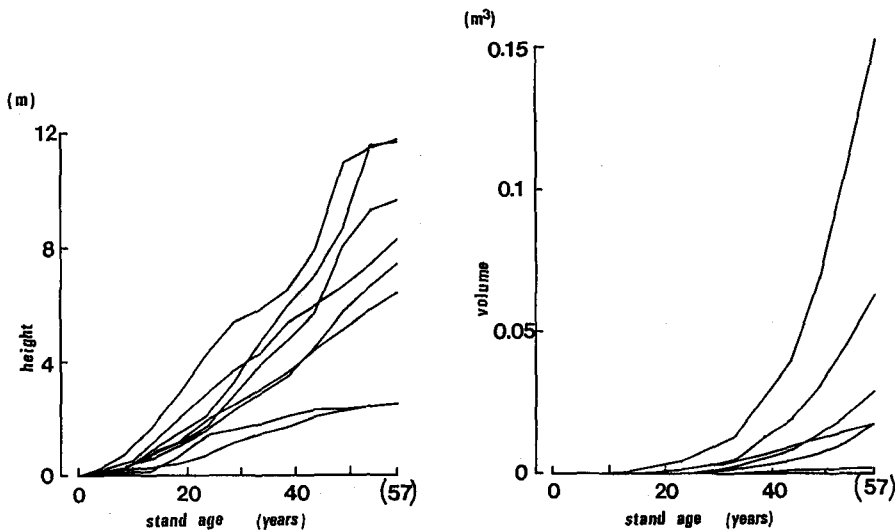 (m)
12
8
4
0
height
0 20 40 (57)
stand age (years)
(m³)
0.15
0.1
0.05
0
volume
0 20 40 (57)
stand age (years)